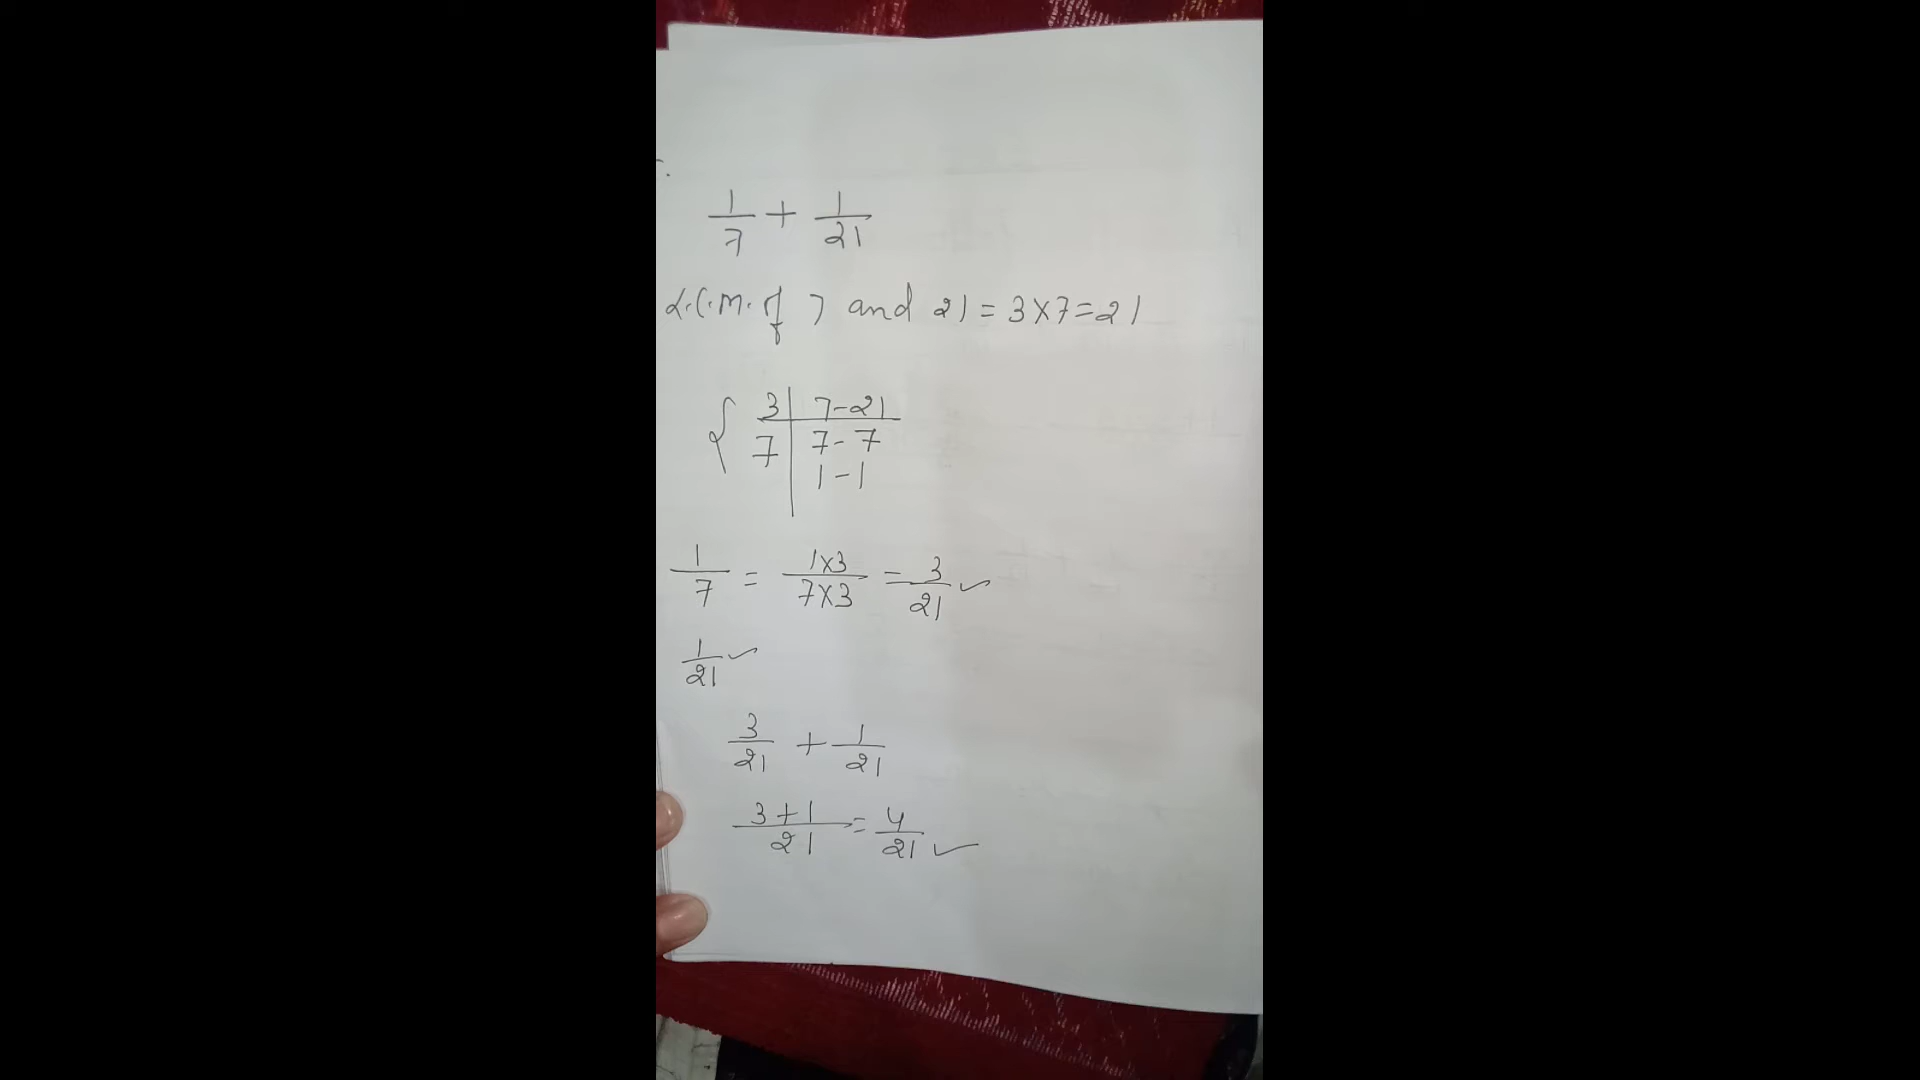 1/7 + 1/21
L.C.M. of 7 and 21 = 3×7=21
{ 3 | 7-21
7 | 7-7
1-1
1/7 = 1×3/7×3 = 3/21 ✓
1/21 ✓
3/21 + 1/21
3+1/21 = 4/21 ✓